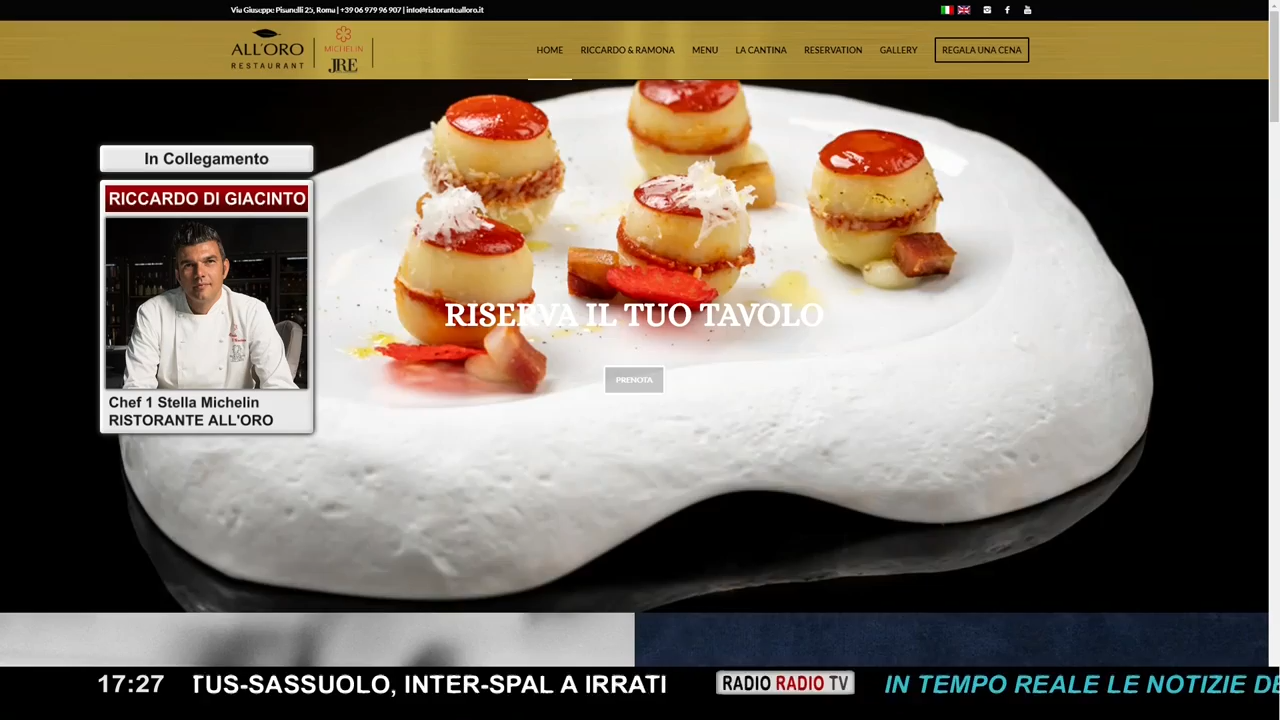 Via Giuseppe Pisanelli 25, Roma | +39 06 979 96 907 | info@ristorantealloro.it
ALL'ORO
RESTAURANT
MICHELIN
JRE
HOME
RICCARDO & RAMONA
MENU
LA CANTINA
RESERVATION
GALLERY
REGALA UNA CENA
In Collegamento
RICCARDO DI GIACINTO
Chef 1 Stella Michelin
RISTORANTE ALL'ORO
RISERVA IL TUO TAVOLO
PRENOTA
17:27
TUS-SASSUOLO, INTER-SPAL A IRRATI
RADIO RADIO TV
IN TEMPO REALE LE NOTIZIE DE